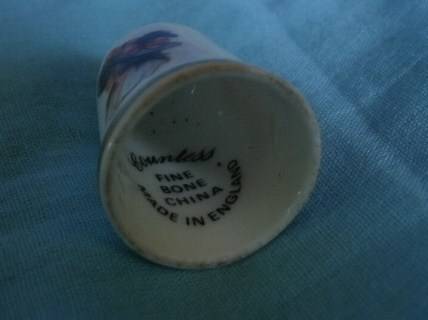 Countess
FINE
BONE
CHINA
MADE IN ENGLAND